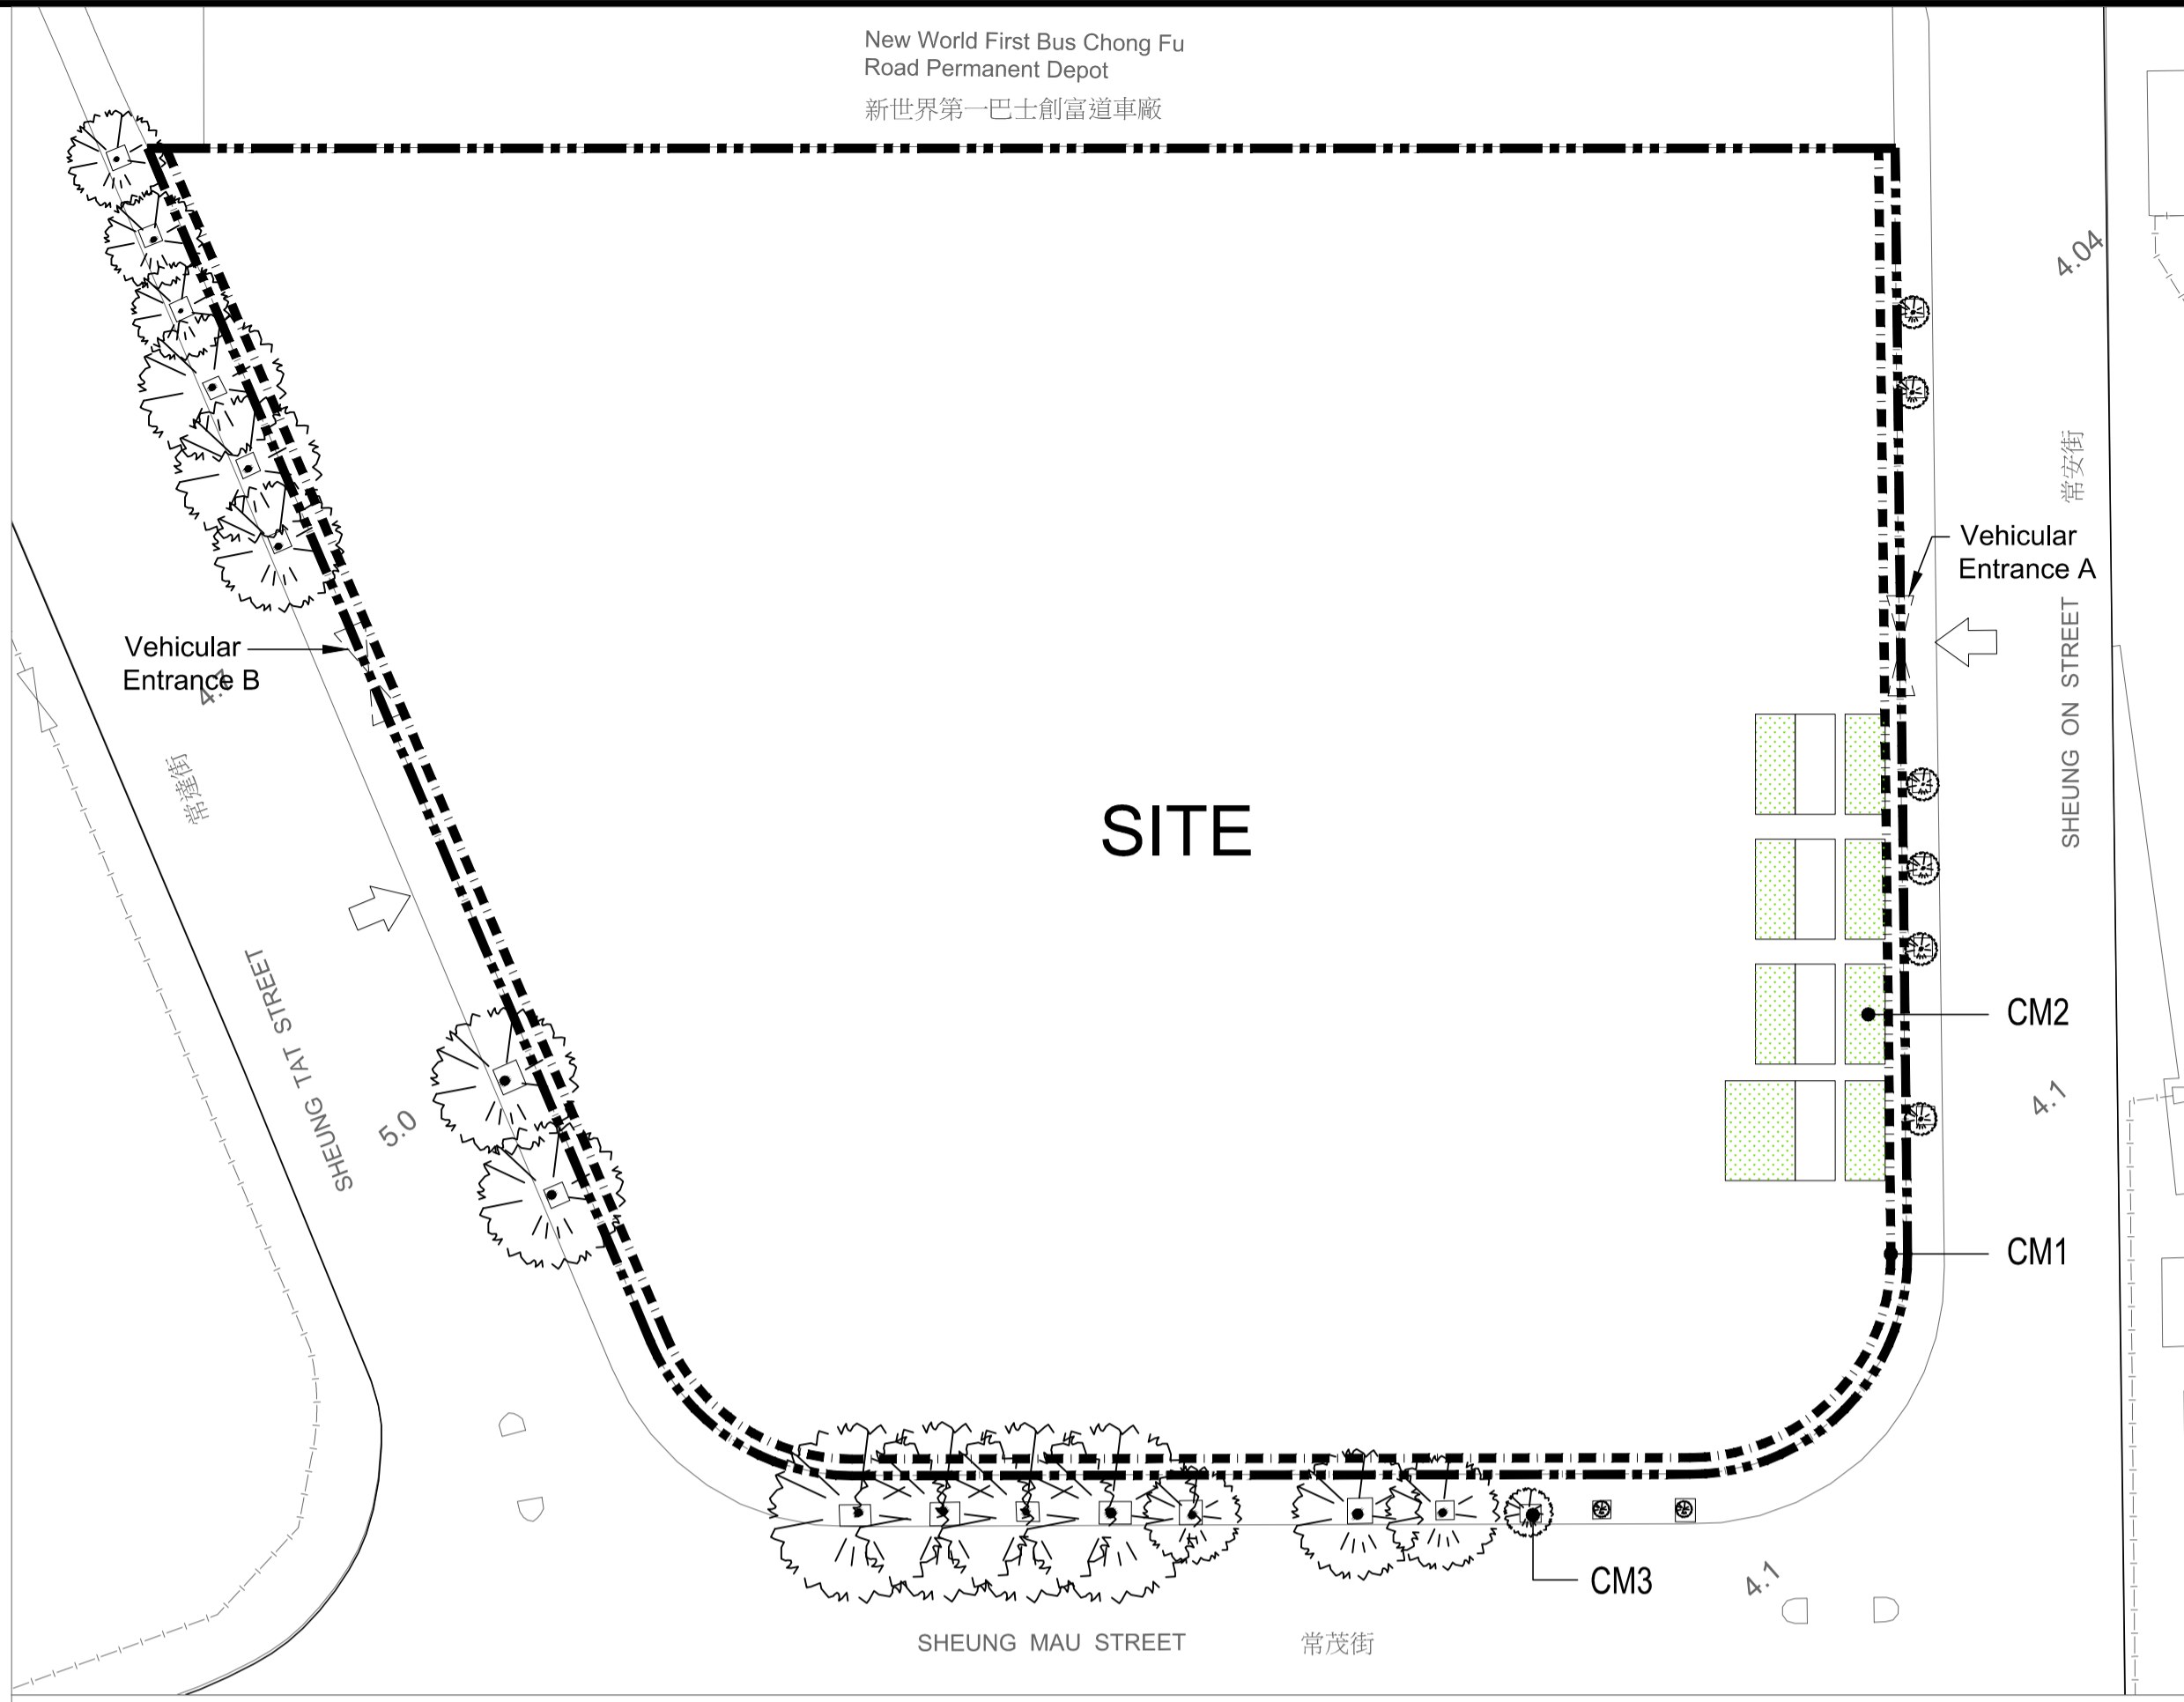 New World First Bus Chong Fu
Road Permanent Depot
新世界第一巴士創富道車廠
4.04
常安街
Vehicular
Entrance A
SHEUNG ON STREET
Vehicular
Entrance B
4.7
常達街
SITE
SHEUNG TAT STREET
5.0
CM2
4.1
CM1
CM3
4.1
SHEUNG MAU STREET
常茂街